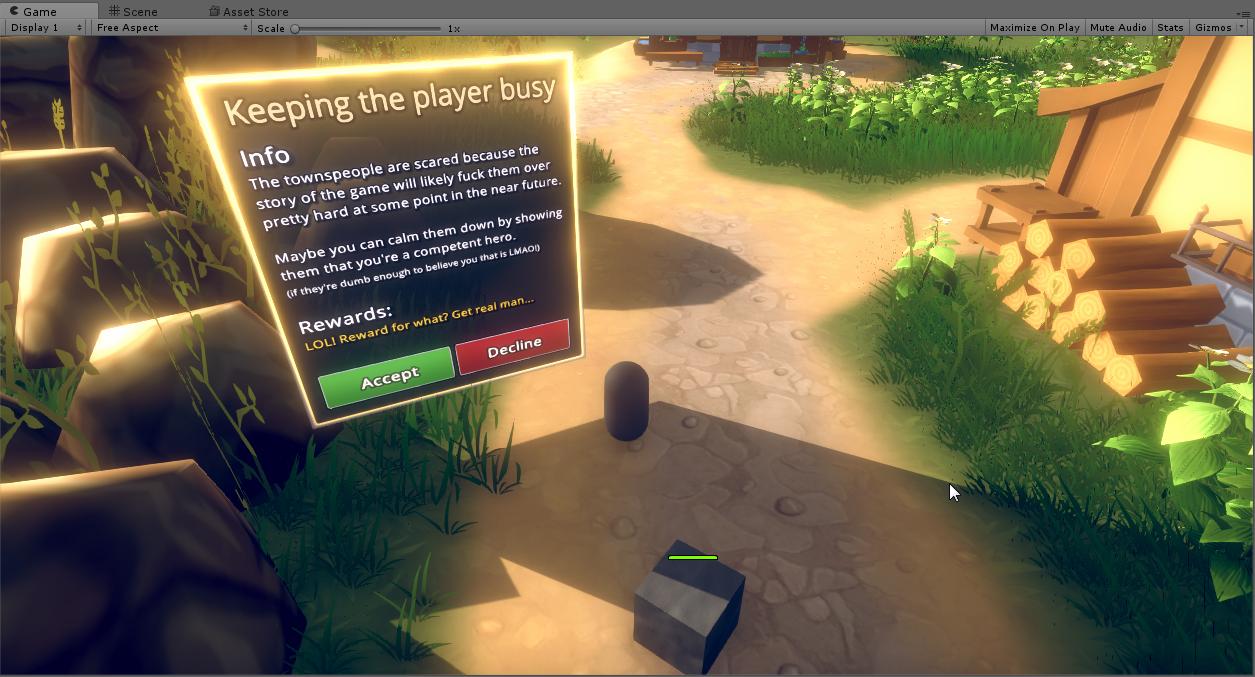 Game
Scene
Asset Store
Display 1
Free Aspect
Scale
1x
Maximize On Play
Mute Audio
Stats
Gizmos
Keeping the player busy
Info
The townspeople are scared because the
story of the game will likely fuck them over
pretty hard at some point in the near future.
Maybe you can calm them down by showing
them that you're a competent hero.
(if they're dumb enough to believe you that is LMAO!)
Rewards:
LOL! Reward for what? Get real man...
Accept
Decline